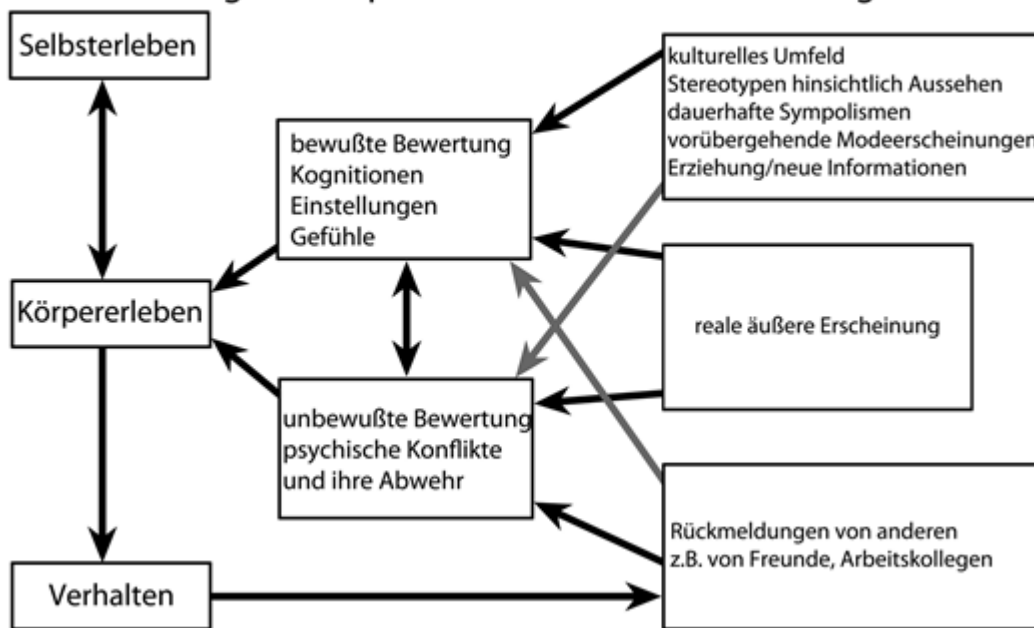 Selbsterleben
Körpererleben
Verhalten
bewußte Bewertung
Kognitionen
Einstellungen
Gefühle
unbewußte Bewertung
psychische Konflikte
und ihre Abwehr
kulturelles Umfeld
Stereotypen hinsichtlich Aussehen
dauerhafte Sympolismen
vorübergehende Modeerscheinungen
Erziehung/neue Informationen
reale äußere Erscheinung
Rückmeldungen von anderen
z.B. von Freunde, Arbeitskollegen